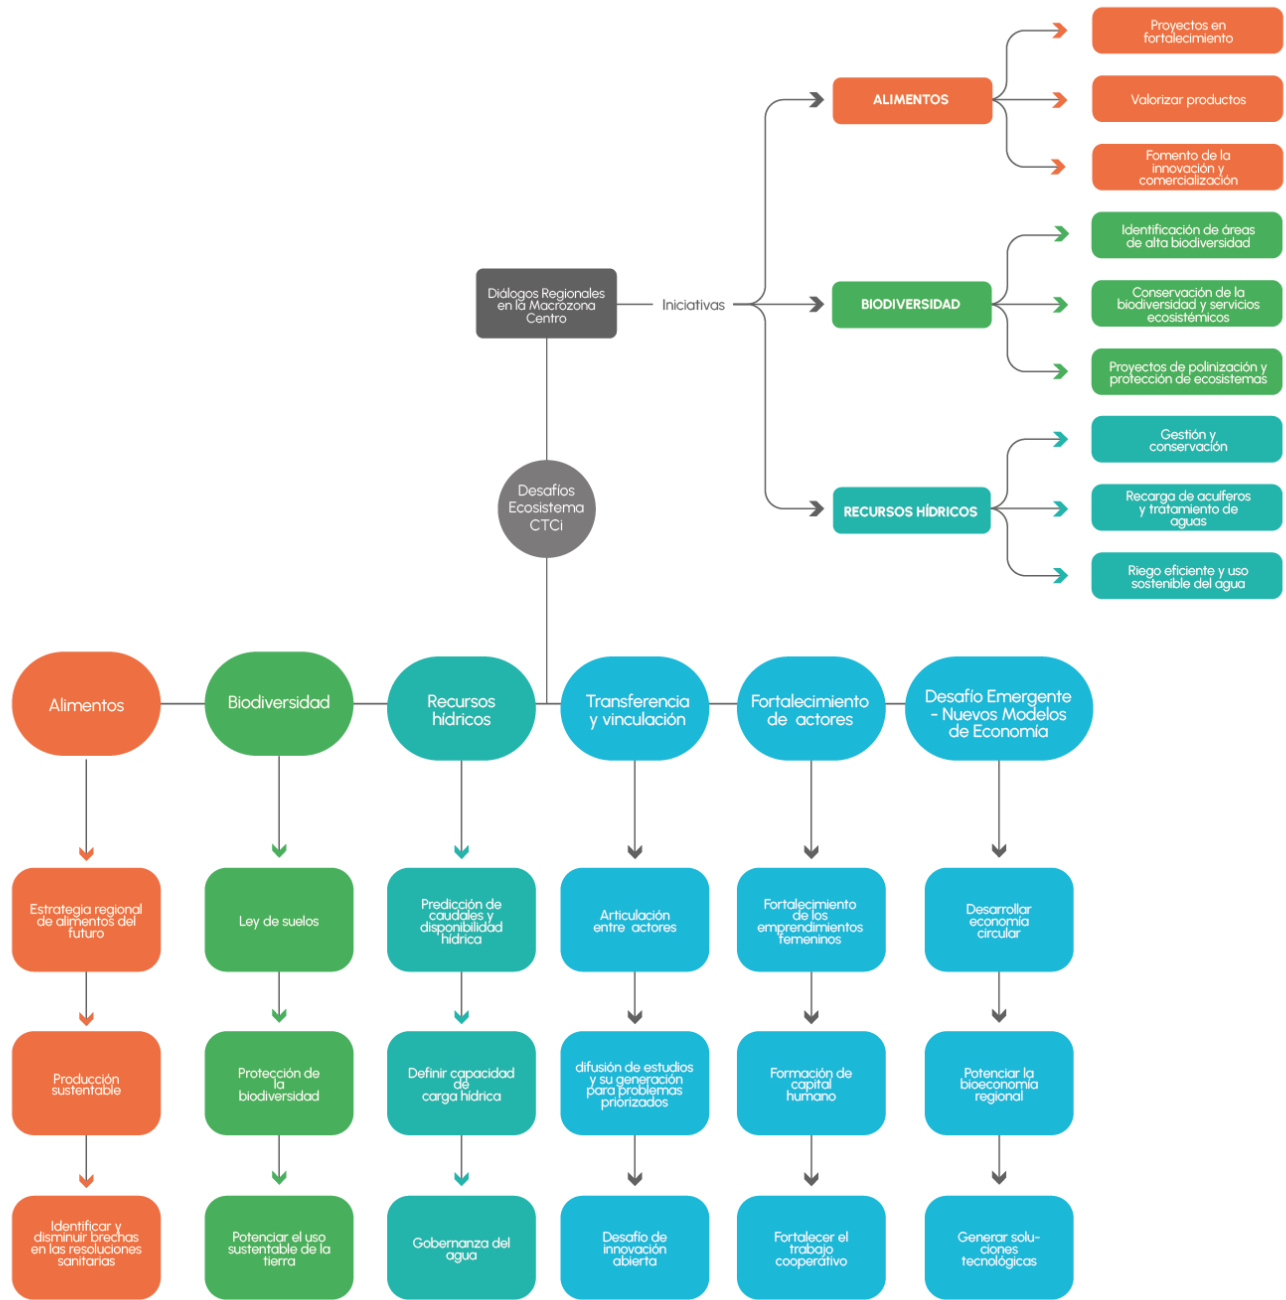 Proyectos en
fortalecimiento
ALIMENTOS
Valorizar productos
Fomento de la
innovación y
comercialización
Identificación de áreas
de alta biodiversidad
Diálogos Regionales
en la Macrozona
Centro
Iniciativas
BIODIVERSIDAD
Conservación de la
biodiversidad y servicios
ecosistémicos
Proyectos de polinización y
protección de ecosistemas
Gestión y
conservación
Desafíos
Ecosistema
CTCi
RECURSOS HÍDRICOS
Recarga de acuíferos
y tratamiento de
aguas
Riego eficiente y uso
sostenible del agua
Alimentos
Biodiversidad
Recursos
hídricos
Transferencia
y vinculación
Fortalecimiento
de actores
Desafío Emergente
- Nuevos Modelos
de Economía
Estrategia regional
de alimentos del
futuro
Ley de suelos
Predicción de
caudales y
disponibilidad
hídrica
Articulación
entre actores
Fortalecimiento
de los
emprendimientos
femeninos
Desarrollar
economía
circular
Producción
sustentable
Protección de
la
biodiversidad
Definir capacidad
de
carga hídrica
difusión de estudios
y su generación
para problemas
priorizados
Formación de
capital
humano
Potenciar la
bioeconomía
regional
Identificar y
disminuir brechas
en las resoluciones
sanitarias
Potenciar el uso
sustentable de la
tierra
Gobernanza del
agua
Desafío de
innovación
abierta
Fortalecer el
trabajo
cooperátivo
Generar solu-
ciones
tecnológicas